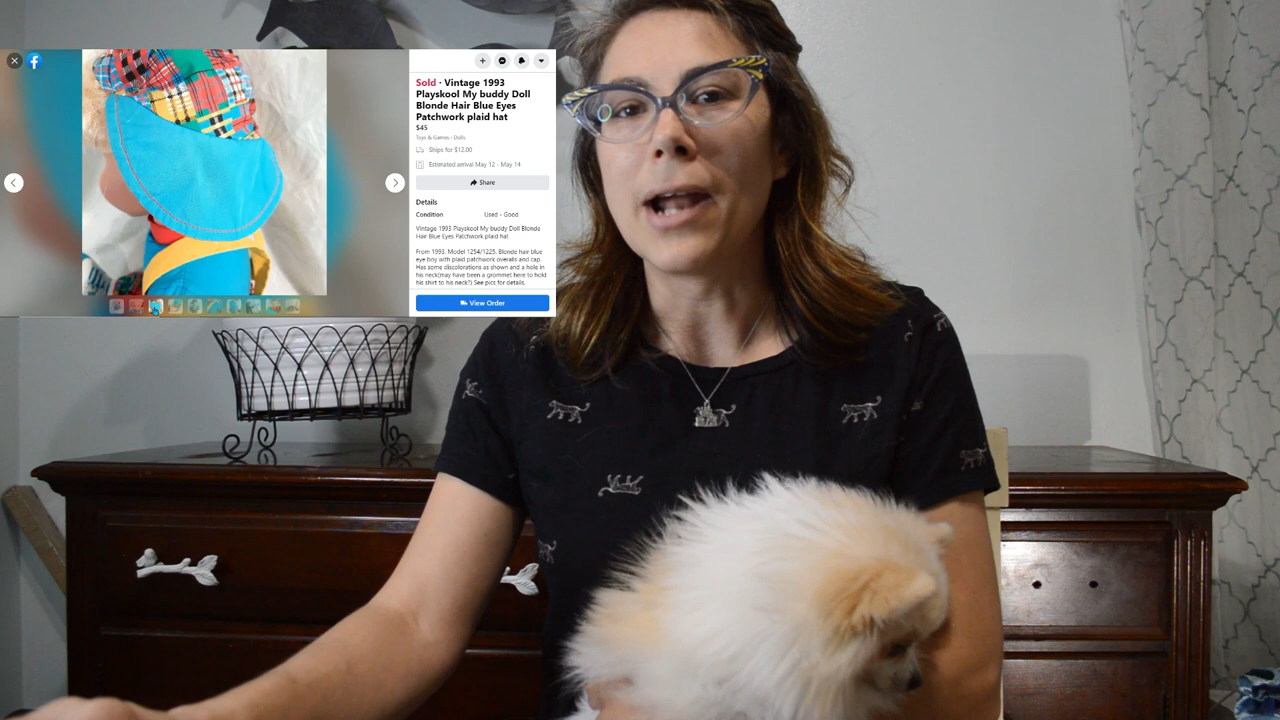 Sold · Vintage 1993
Playskool My buddy Doll
Blonde Hair Blue Eyes
Patchwork plaid hat
$45
Toys & Games › Dolls
Ships for $12.00
Estimated arrival May 12 - May 14
Share
Details
Condition Used - Good
Vintage 1993 Playskool My buddy Doll Blonde
Hair Blue Eyes Patchwork plaid hat
From 1993. Model 1254/1225. Blonde hair blue
eye boy with plaid patchwork overalls and cap.
Has some discolorations as shown and a hole in
his neck(may have been a grommet here to hold
his shirt to his neck?) See pics for details.
View Order